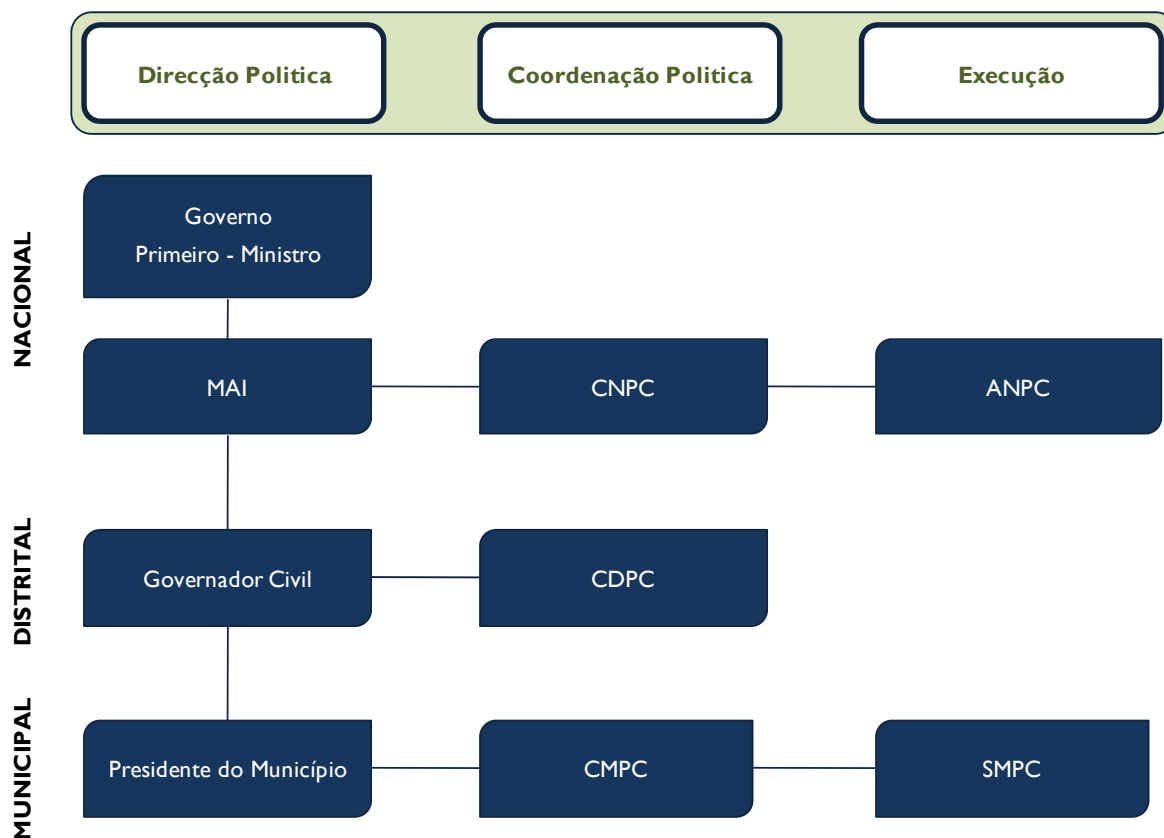 Direcção Politica
Coordenação Politica
Execução
NACIONAL
Governo
Primeiro - Ministro
MAI
CNPC
ANPC
DISTRITAL
Governador Civil
CDPC
MUNICIPAL
Presidente do Município
CMPC
SMPC